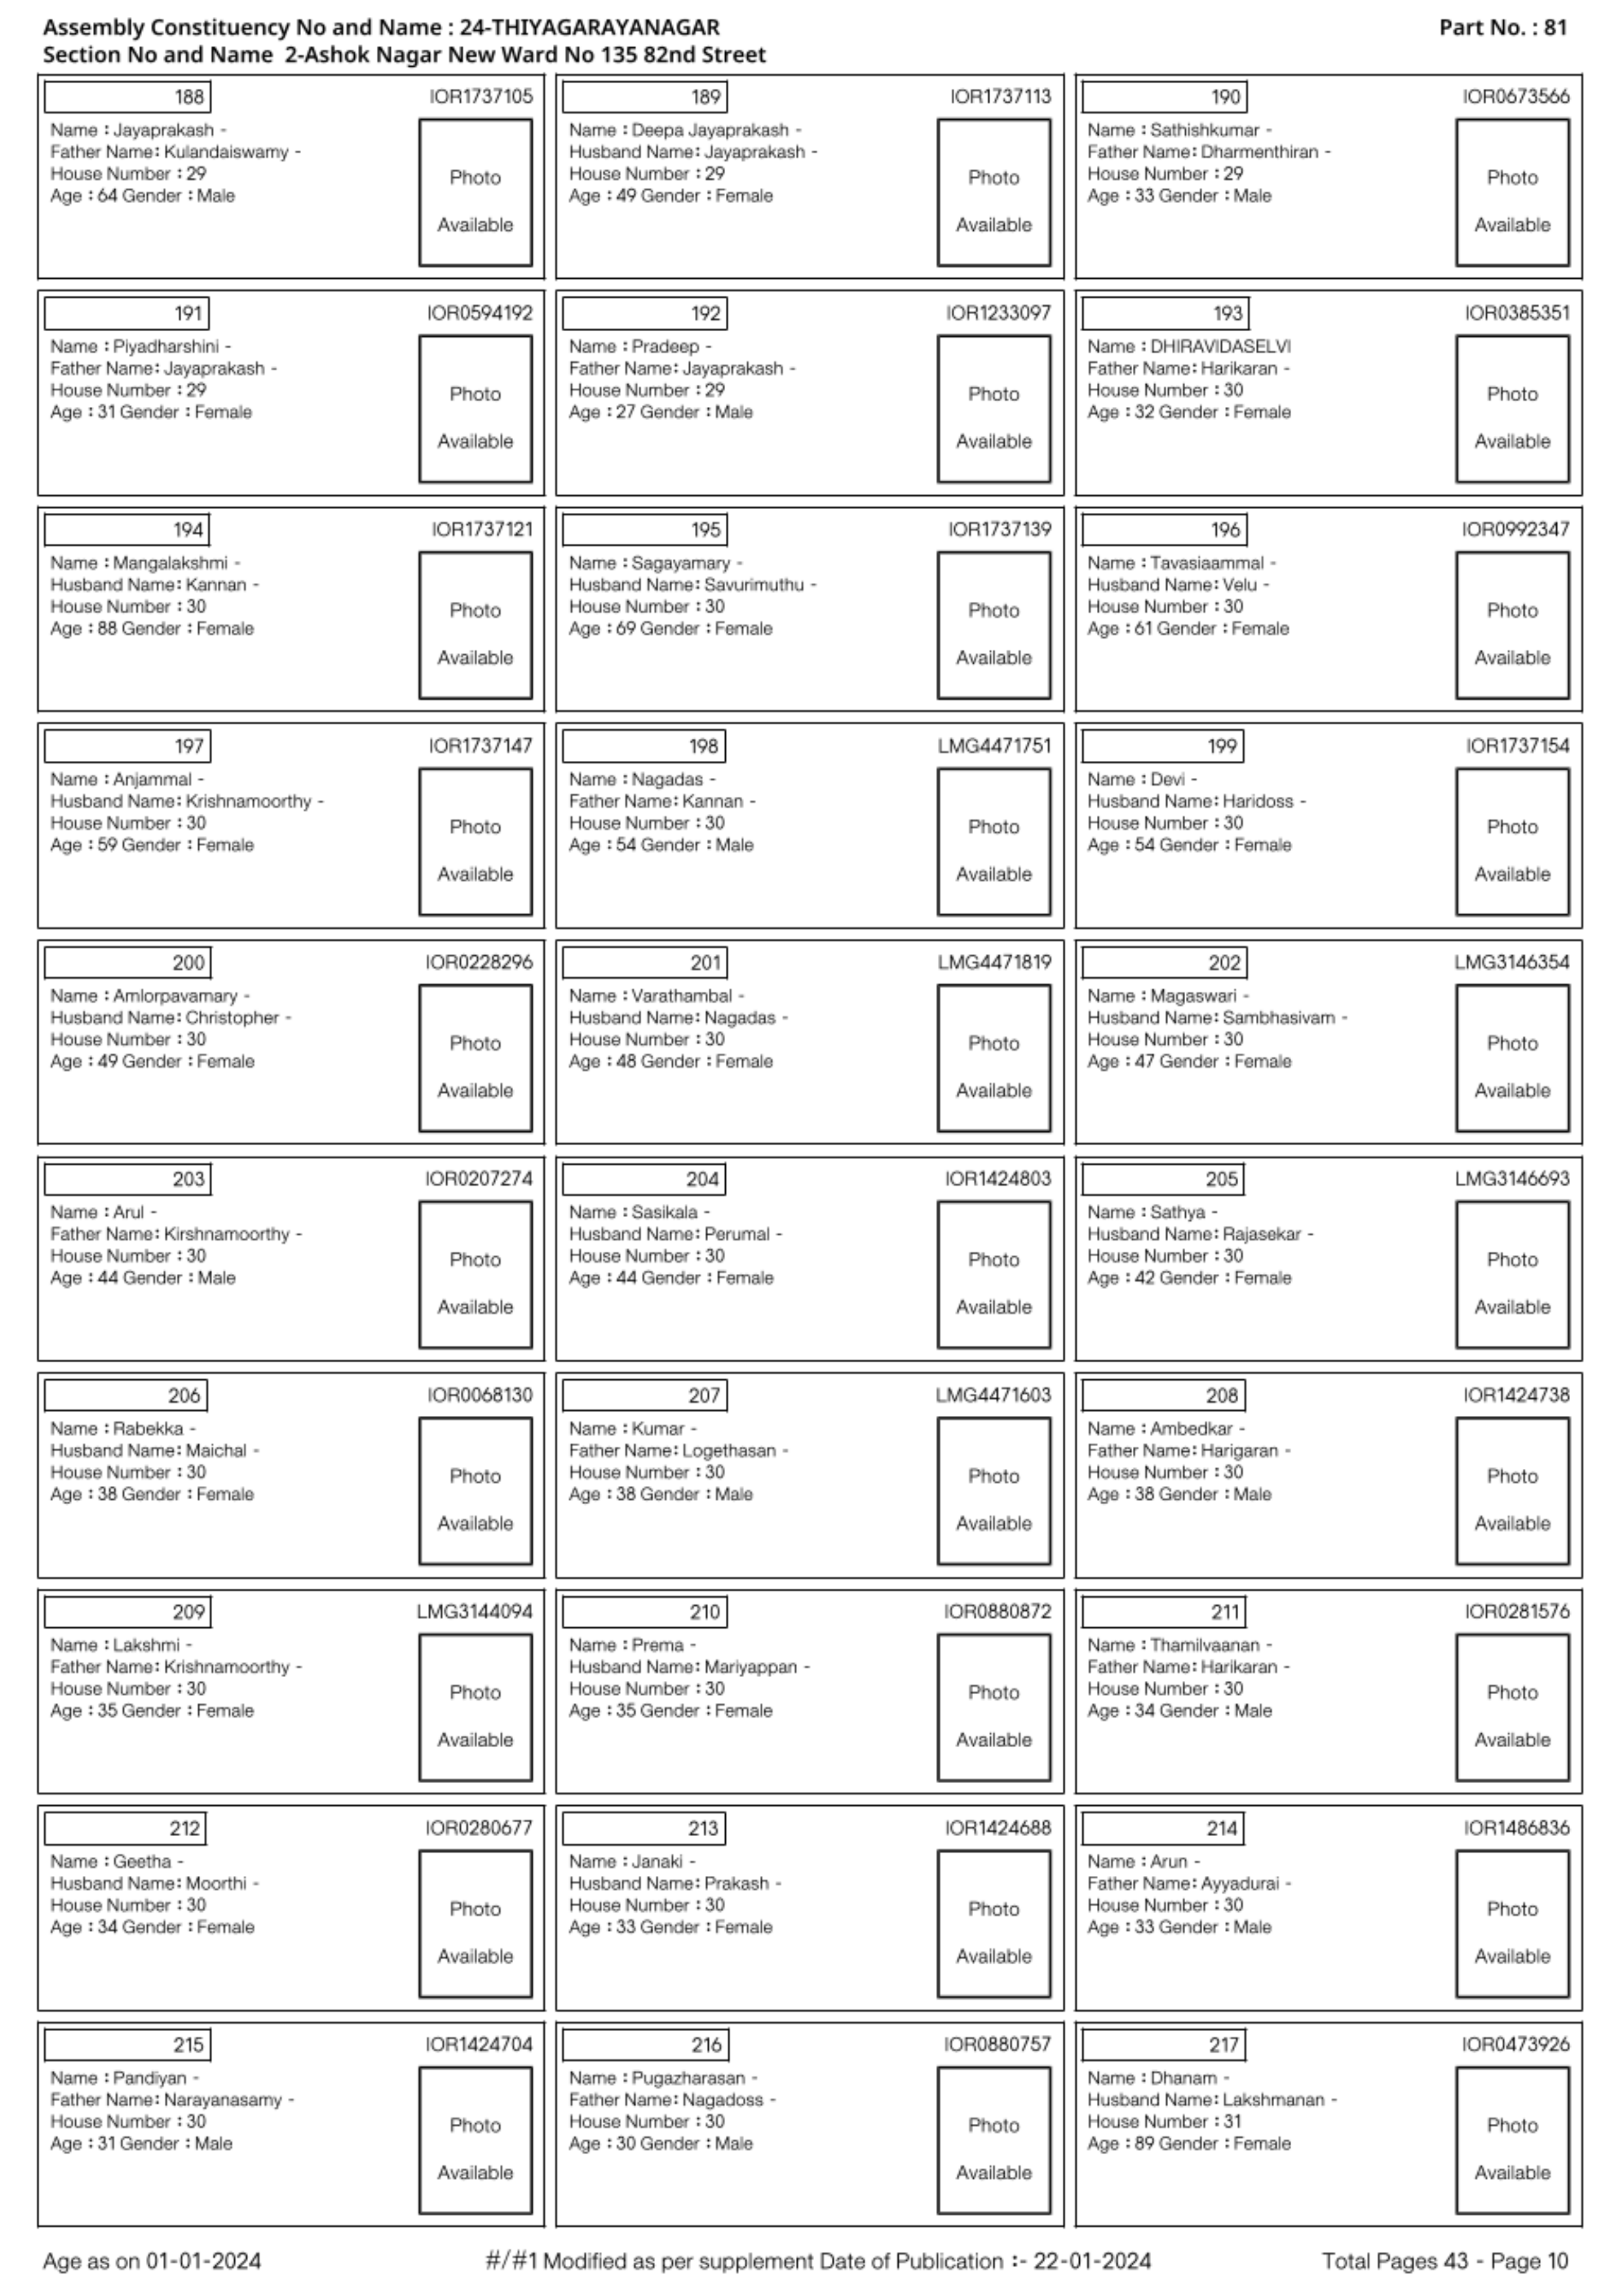 Assembly Constituency No and Name : 24-THIYAGARAYANAGAR Part No. : 81
Section No and Name 2-Ashok Nagar New Ward No 135 82nd Street
188 IOR1737105
Name : Jayaprakash -
Father Name: Kulandaiswamy -
House Number : 29
Age : 64 Gender : Male
Photo
Available
189 IOR1737113
Name : Deepa Jayaprakash -
Husband Name: Jayaprakash -
House Number : 29
Age : 49 Gender : Female
Photo
Available
190 IOR0673566
Name : Sathishkumar -
Father Name: Dharmenthiran -
House Number : 29
Age : 33 Gender : Male
Photo
Available
191 IOR0594192
Name : Piyadharshini -
Father Name: Jayaprakash -
House Number : 29
Age : 31 Gender : Female
Photo
Available
192 IOR1233097
Name : Pradeep -
Father Name: Jayaprakash -
House Number : 29
Age : 27 Gender : Male
Photo
Available
193 IOR0385351
Name : DHIRAVIDASELVI
Father Name: Harikaran -
House Number : 30
Age : 32 Gender : Female
Photo
Available
194 IOR1737121
Name : Mangalakshmi -
Husband Name: Kannan -
House Number : 30
Age : 88 Gender : Female
Photo
Available
195 IOR1737139
Name : Sagayamary -
Husband Name: Savurimuthu -
House Number : 30
Age : 69 Gender : Female
Photo
Available
196 IOR0992347
Name : Tavasiaammal -
Husband Name: Velu -
House Number : 30
Age : 61 Gender : Female
Photo
Available
197 IOR1737147
Name : Anjammal -
Husband Name: Krishnamoorthy -
House Number : 30
Age : 59 Gender : Female
Photo
Available
198 LMG4471751
Name : Nagadas -
Father Name: Kannan -
House Number : 30
Age : 54 Gender : Male
Photo
Available
199 IOR1737154
Name : Devi -
Husband Name: Haridoss -
House Number : 30
Age : 54 Gender : Female
Photo
Available
200 IOR0228296
Name : Amlorpavamary -
Husband Name: Christopher -
House Number : 30
Age : 49 Gender : Female
Photo
Available
201 LMG4471819
Name : Varathambal -
Husband Name: Nagadas -
House Number : 30
Age : 48 Gender : Female
Photo
Available
202 LMG3146354
Name : Magaswari -
Husband Name: Sambhasivam -
House Number : 30
Age : 47 Gender : Female
Photo
Available
203 IOR0207274
Name : Arul -
Father Name: Kirshnamoorthy -
House Number : 30
Age : 44 Gender : Male
Photo
Available
204 IOR1424803
Name : Sasikala -
Husband Name: Perumal -
House Number : 30
Age : 44 Gender : Female
Photo
Available
205 LMG3146693
Name : Sathya -
Husband Name: Rajasekar -
House Number : 30
Age : 42 Gender : Female
Photo
Available
206 IOR0068130
Name : Rabekka -
Husband Name: Maichal -
House Number : 30
Age : 38 Gender : Female
Photo
Available
207 LMG4471603
Name : Kumar -
Father Name: Logethasan -
House Number : 30
Age : 38 Gender : Male
Photo
Available
208 IOR1424738
Name : Ambedkar -
Father Name: Harigaran -
House Number : 30
Age : 38 Gender : Male
Photo
Available
209 LMG3144094
Name : Lakshmi -
Father Name: Krishnamoorthy -
House Number : 30
Age : 35 Gender : Female
Photo
Available
210 IOR0880872
Name : Prema -
Husband Name: Mariyappan -
House Number : 30
Age : 35 Gender : Female
Photo
Available
211 IOR0281576
Name : Thamilvaanan -
Father Name: Harikaran -
House Number : 30
Age : 34 Gender : Male
Photo
Available
212 IOR0280677
Name : Geetha -
Husband Name: Moorthi -
House Number : 30
Age : 34 Gender : Female
Photo
Available
213 IOR1424688
Name : Janaki -
Husband Name: Prakash -
House Number : 30
Age : 33 Gender : Female
Photo
Available
214 IOR1486836
Name : Arun -
Father Name: Ayyadurai -
House Number : 30
Age : 33 Gender : Male
Photo
Available
215 IOR1424704
Name : Pandiyan -
Father Name: Narayanasamy -
House Number : 30
Age : 31 Gender : Male
Photo
Available
216 IOR0880757
Name : Pugazharasan -
Father Name: Nagadoss -
House Number : 30
Age : 30 Gender : Male
Photo
Available
217 IOR0473926
Name : Dhanam -
Husband Name: Lakshmanan -
House Number : 31
Age : 89 Gender : Female
Photo
Available
Age as on 01-01-2024 #/#1 Modified as per supplement Date of Publication :- 22-01-2024 Total Pages 43 - Page 10